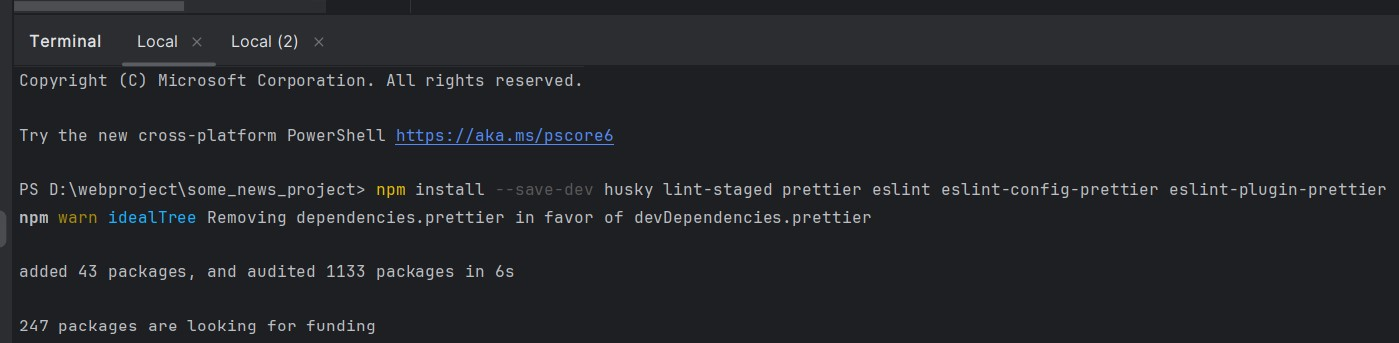 Terminal Local × Local (2) ×
Copyright (C) Microsoft Corporation. All rights reserved.
Try the new cross-platform PowerShell https://aka.ms/pscore6
PS D:\webproject\some_news_project> npm install --save-dev husky lint-staged prettier eslint eslint-config-prettier eslint-plugin-prettier
npm warn idealTree Removing dependencies.prettier in favor of devDependencies.prettier
added 43 packages, and audited 1133 packages in 6s
247 packages are looking for funding